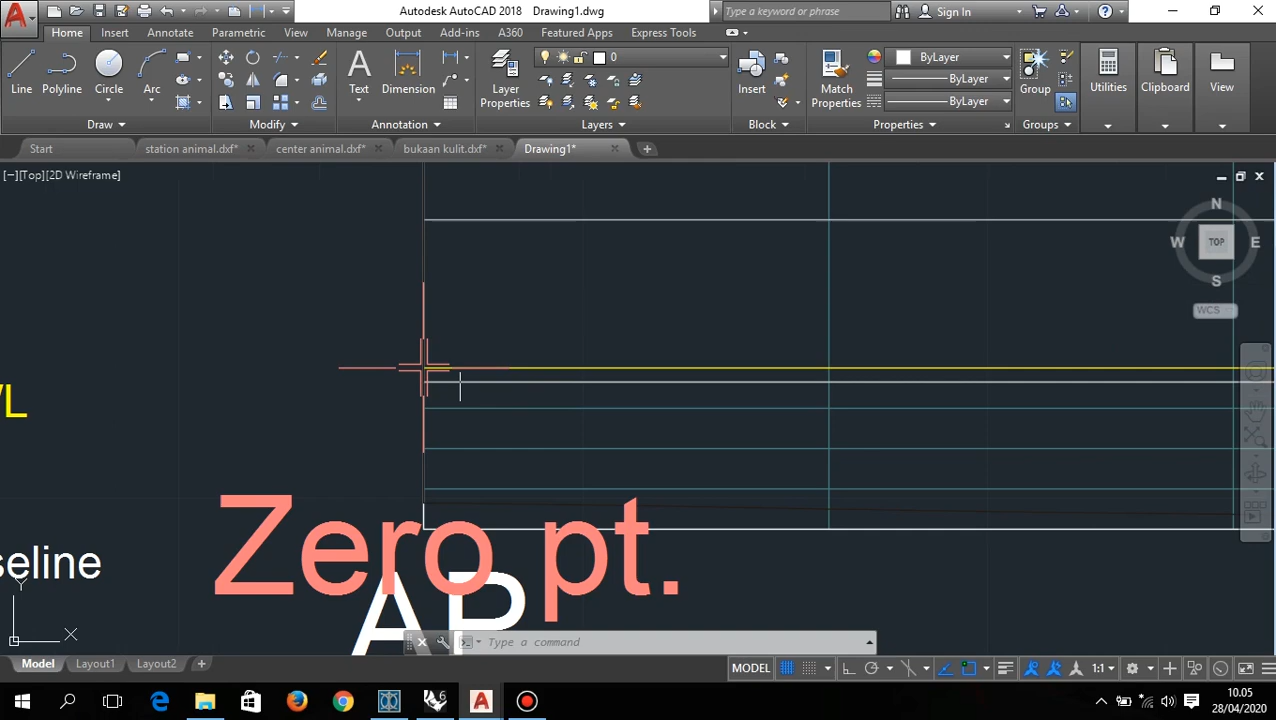 Autodesk AutoCAD 2018 Drawing1.dwg
Type a keyword or phrase
Sign In
Home Insert Annotate Parametric View Manage Output Add-ins A360 Featured Apps Express Tools
Line Polyline Circle Arc
Text Dimension
Layer Properties
0
Insert
Match Properties
ByLayer
ByLayer
ByLayer
Group
Utilities
Clipboard
View
Draw Modify Annotation Layers Block Properties Groups
Start station animal.dxf* center animal.dxf* bukaan kulit.dxf* Drawing1*
[−][Top][2D Wireframe]
N
W TOP E
S
WCS
/L
seline
Zero pt.
AP
Y
X
Type a command
Model Layout1 Layout2
MODEL
1:1
10.05
28/04/2020